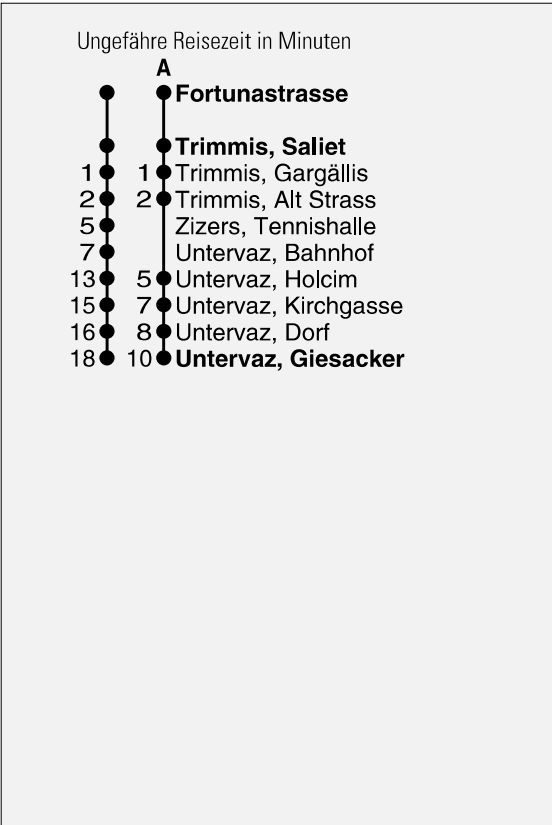 Ungefähre Reisezeit in Minuten
A
Fortunastrasse
Trimmis, Saliet
1 1 Trimmis, Gargällis
2 2 Trimmis, Alt Strass
5 Zizers, Tennishalle
7 Untervaz, Bahnhof
13 5 Untervaz, Holcim
15 7 Untervaz, Kirchgasse
16 8 Untervaz, Dorf
18 10 Untervaz, Giesacker